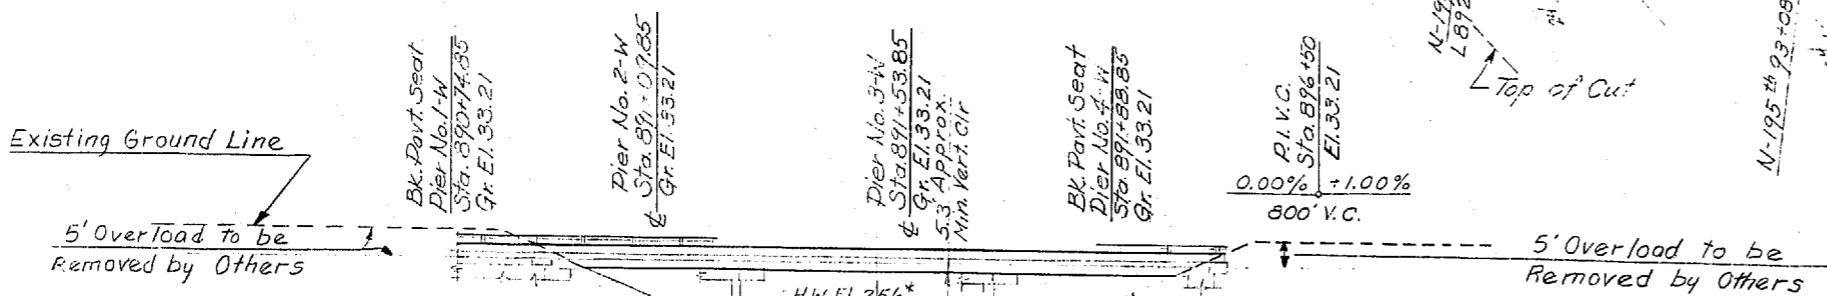 Existing Ground Line
5' Overload to be
Removed by Others
Bk. Pavt. Seat
Pier No. 1-W
Sta. 890+74.85
Gr. El. 33.21
Pier No. 2-W
Sta. 891+09.85
Gr. El. 33.21
Pier No. 3-W
Sta. 891+53.85
Gr. El. 33.21
5.3' Approx.
Min. Vert. Clr
Bk. Pavt. Seat
Pier No. 4-W
Sta. 891+88.85
Gr. El. 33.21
P.I.V.C.
Sta. 896+50
El. 33.21
0.00% +1.00%
800' V.C.
Top of Cut
N-195th 93+08
5' Overload to be
Removed by Others